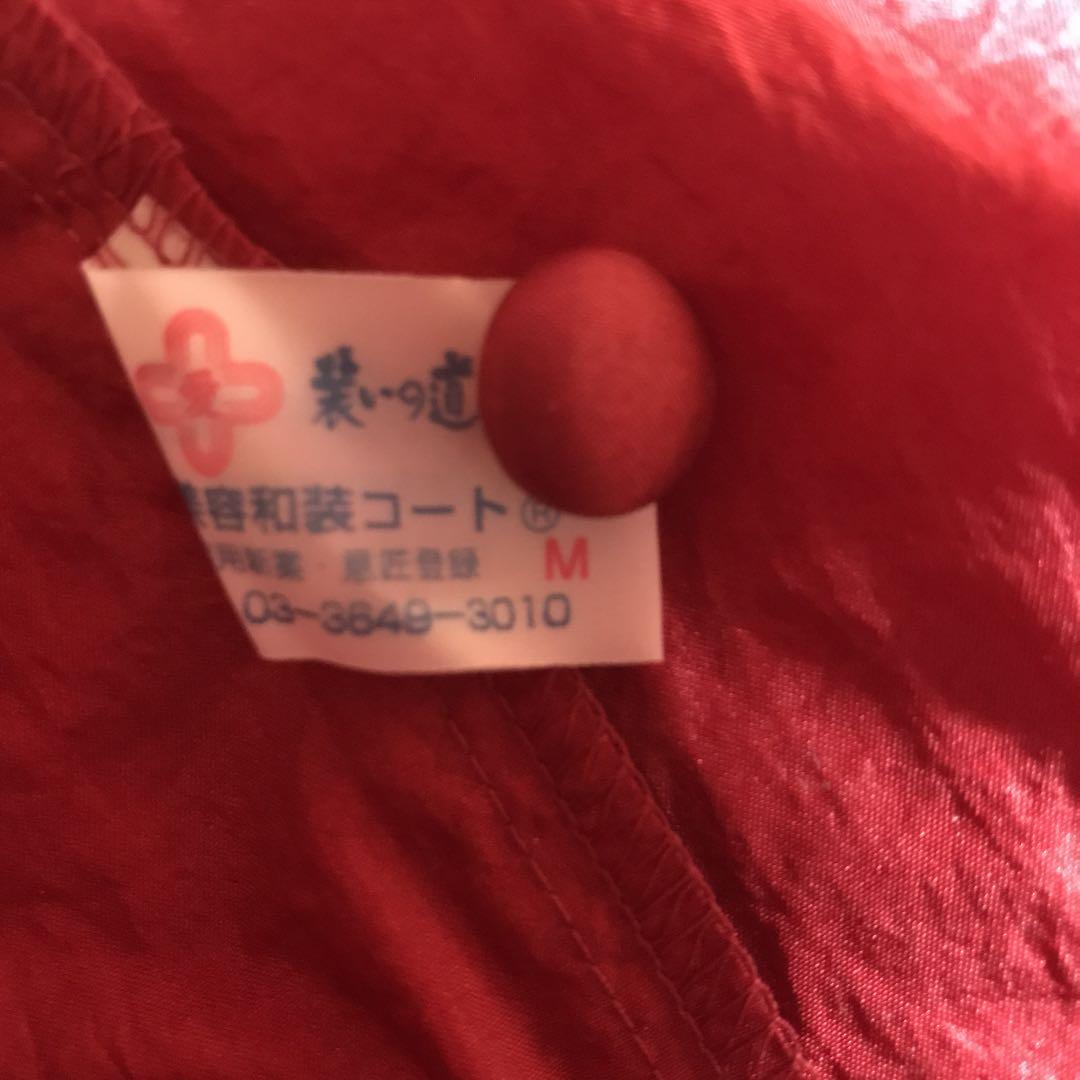 装いの道
美容和装コート®
実用新案・意匠登録 M
03-3649-3010